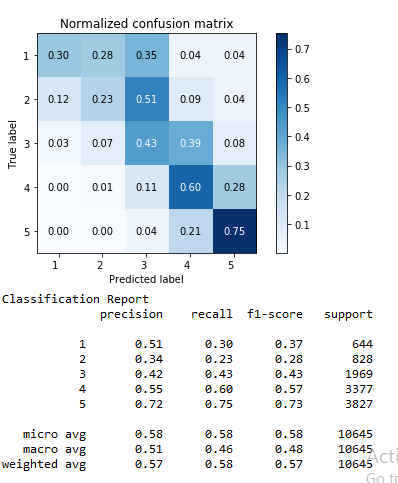 Normalized confusion matrix
1 0.30 0.28 0.35 0.04 0.04
2 0.12 0.23 0.51 0.09 0.04
3 0.03 0.07 0.43 0.39 0.08
4 0.00 0.01 0.11 0.60 0.28
5 0.00 0.00 0.04 0.21 0.75
1 2 3 4 5
Predicted label
True label
0.7
0.6
0.5
0.4
0.3
0.2
0.1
Classification Report
precision recall f1-score support
1 0.51 0.30 0.37 644
2 0.34 0.23 0.28 828
3 0.42 0.43 0.43 1969
4 0.55 0.60 0.57 3377
5 0.72 0.75 0.73 3827
micro avg 0.58 0.58 0.58 10645
macro avg 0.51 0.46 0.48 10645
weighted avg 0.57 0.58 0.57 10645
Acti
Go to